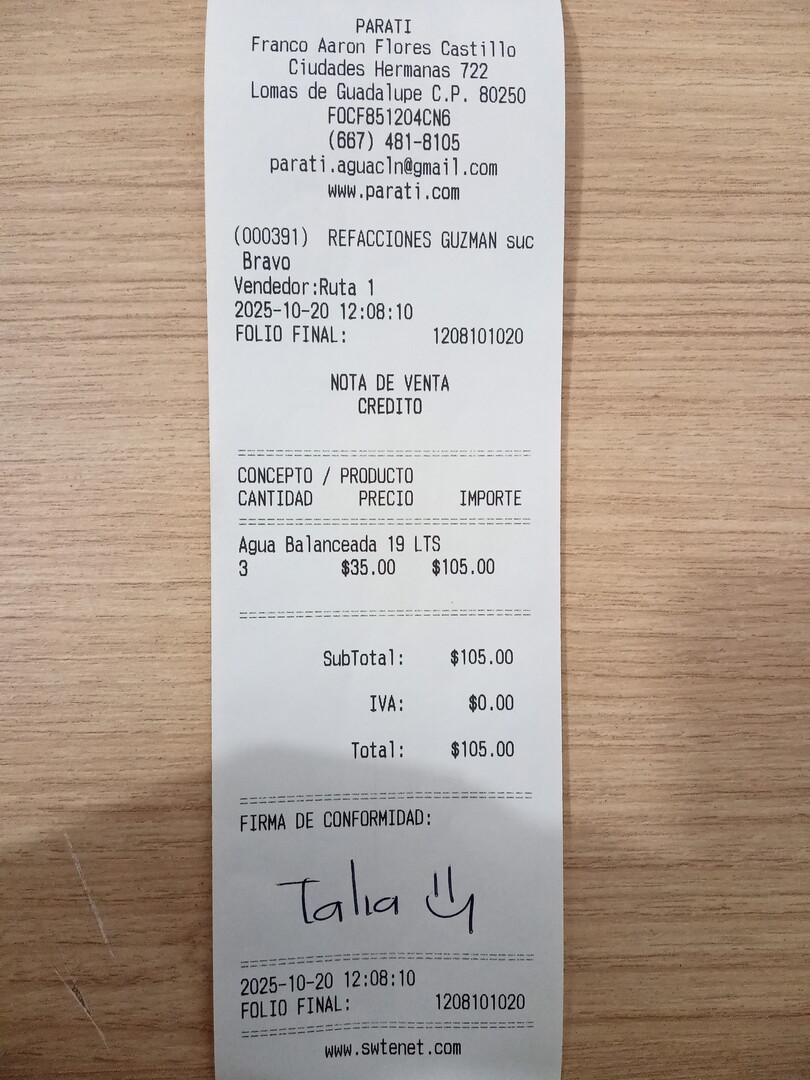 PARATI
Franco Aaron Flores Castillo
Ciudades Hermanas 722
Lomas de Guadalupe C.P. 80250
FOCF851204CN6
(667) 481-8105
parati.aguacln@gmail.com
www.parati.com
(000391) REFACCIONES GUZMAN suc
Bravo
Vendedor:Ruta 1
2025-10-20 12:08:10
FOLIO FINAL: 1208101020
NOTA DE VENTA
CREDITO
CONCEPTO / PRODUCTO
CANTIDAD PRECIO IMPORTE
Agua Balanceada 19 LTS
3 $35.00 $105.00
SubTotal: $105.00
IVA: $0.00
Total: $105.00
FIRMA DE CONFORMIDAD:
Talia
2025-10-20 12:08:10
FOLIO FINAL: 1208101020
www.swtenet.com